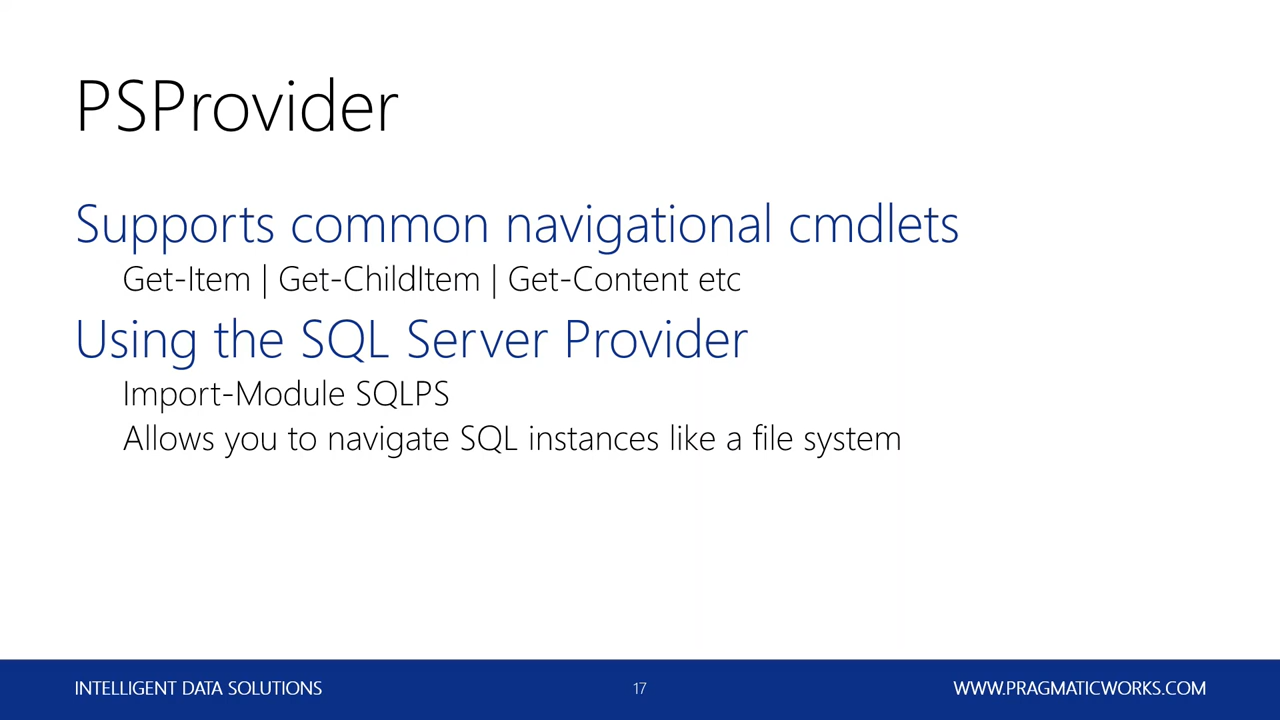 PSProvider
Supports common navigational cmdlets
Get-Item | Get-ChildItem | Get-Content etc
Using the SQL Server Provider
Import-Module SQLPS
Allows you to navigate SQL instances like a file system
INTELLIGENT DATA SOLUTIONS
17
WWW.PRAGMATICWORKS.COM